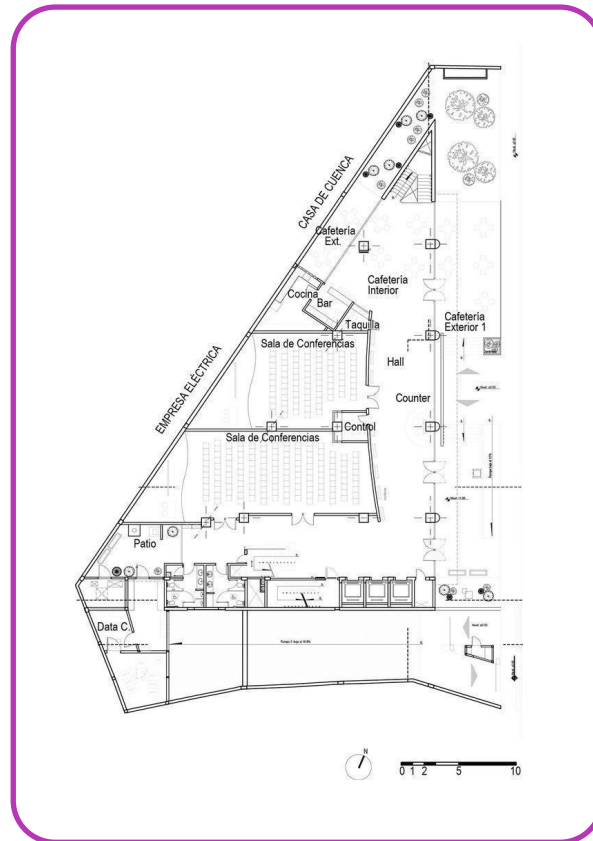 CASA DE CUENCA
Cafetería
Ext.
Cafetería
Interior
Cocina
Bar
Taquilla
Cafetería
Exterior 1
Sala de Conferencias
Hall
EMPRESA ELÉCTRICA
Counter
Control
Sala de Conferencias
Patio
Data C.
N
0 1 2 5 10